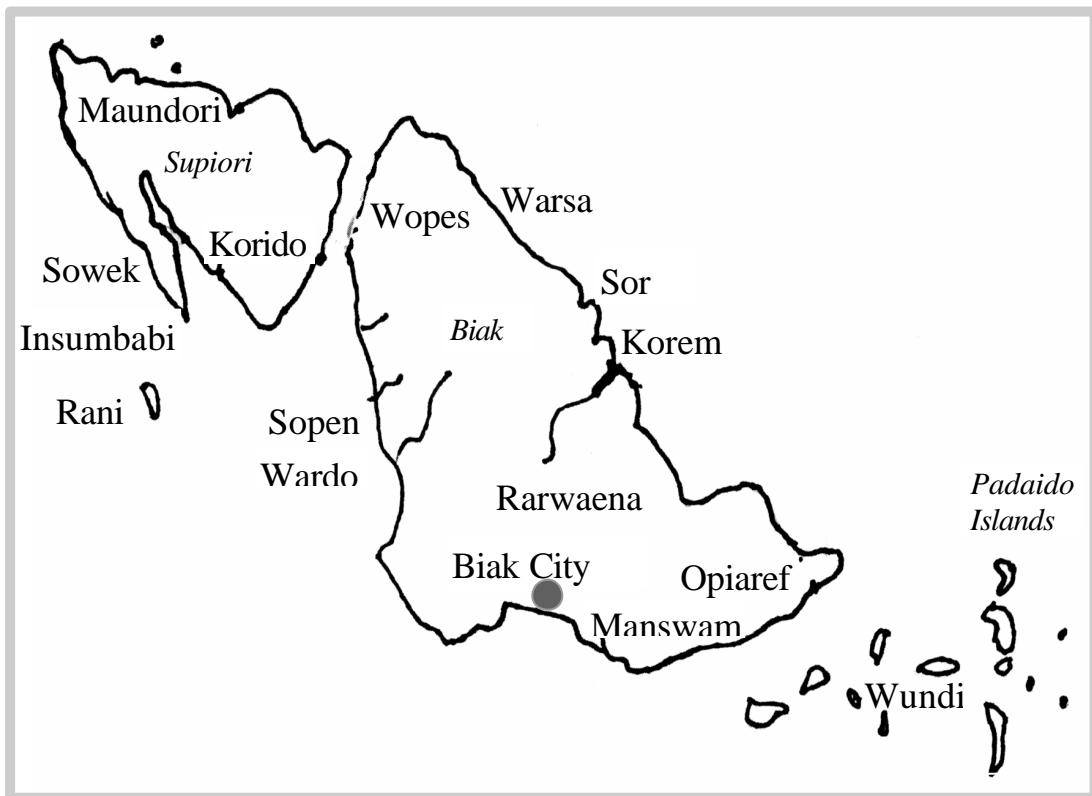 Maundori
Supiori
Warsa
Wopes
Korido
Sowek
Sor
Insumbabi
Biak
Korem
Rani
Sopen
Wardo
Rarwaena
Padaido
Islands
Biak City
Opiaref
Manswam
Wundi